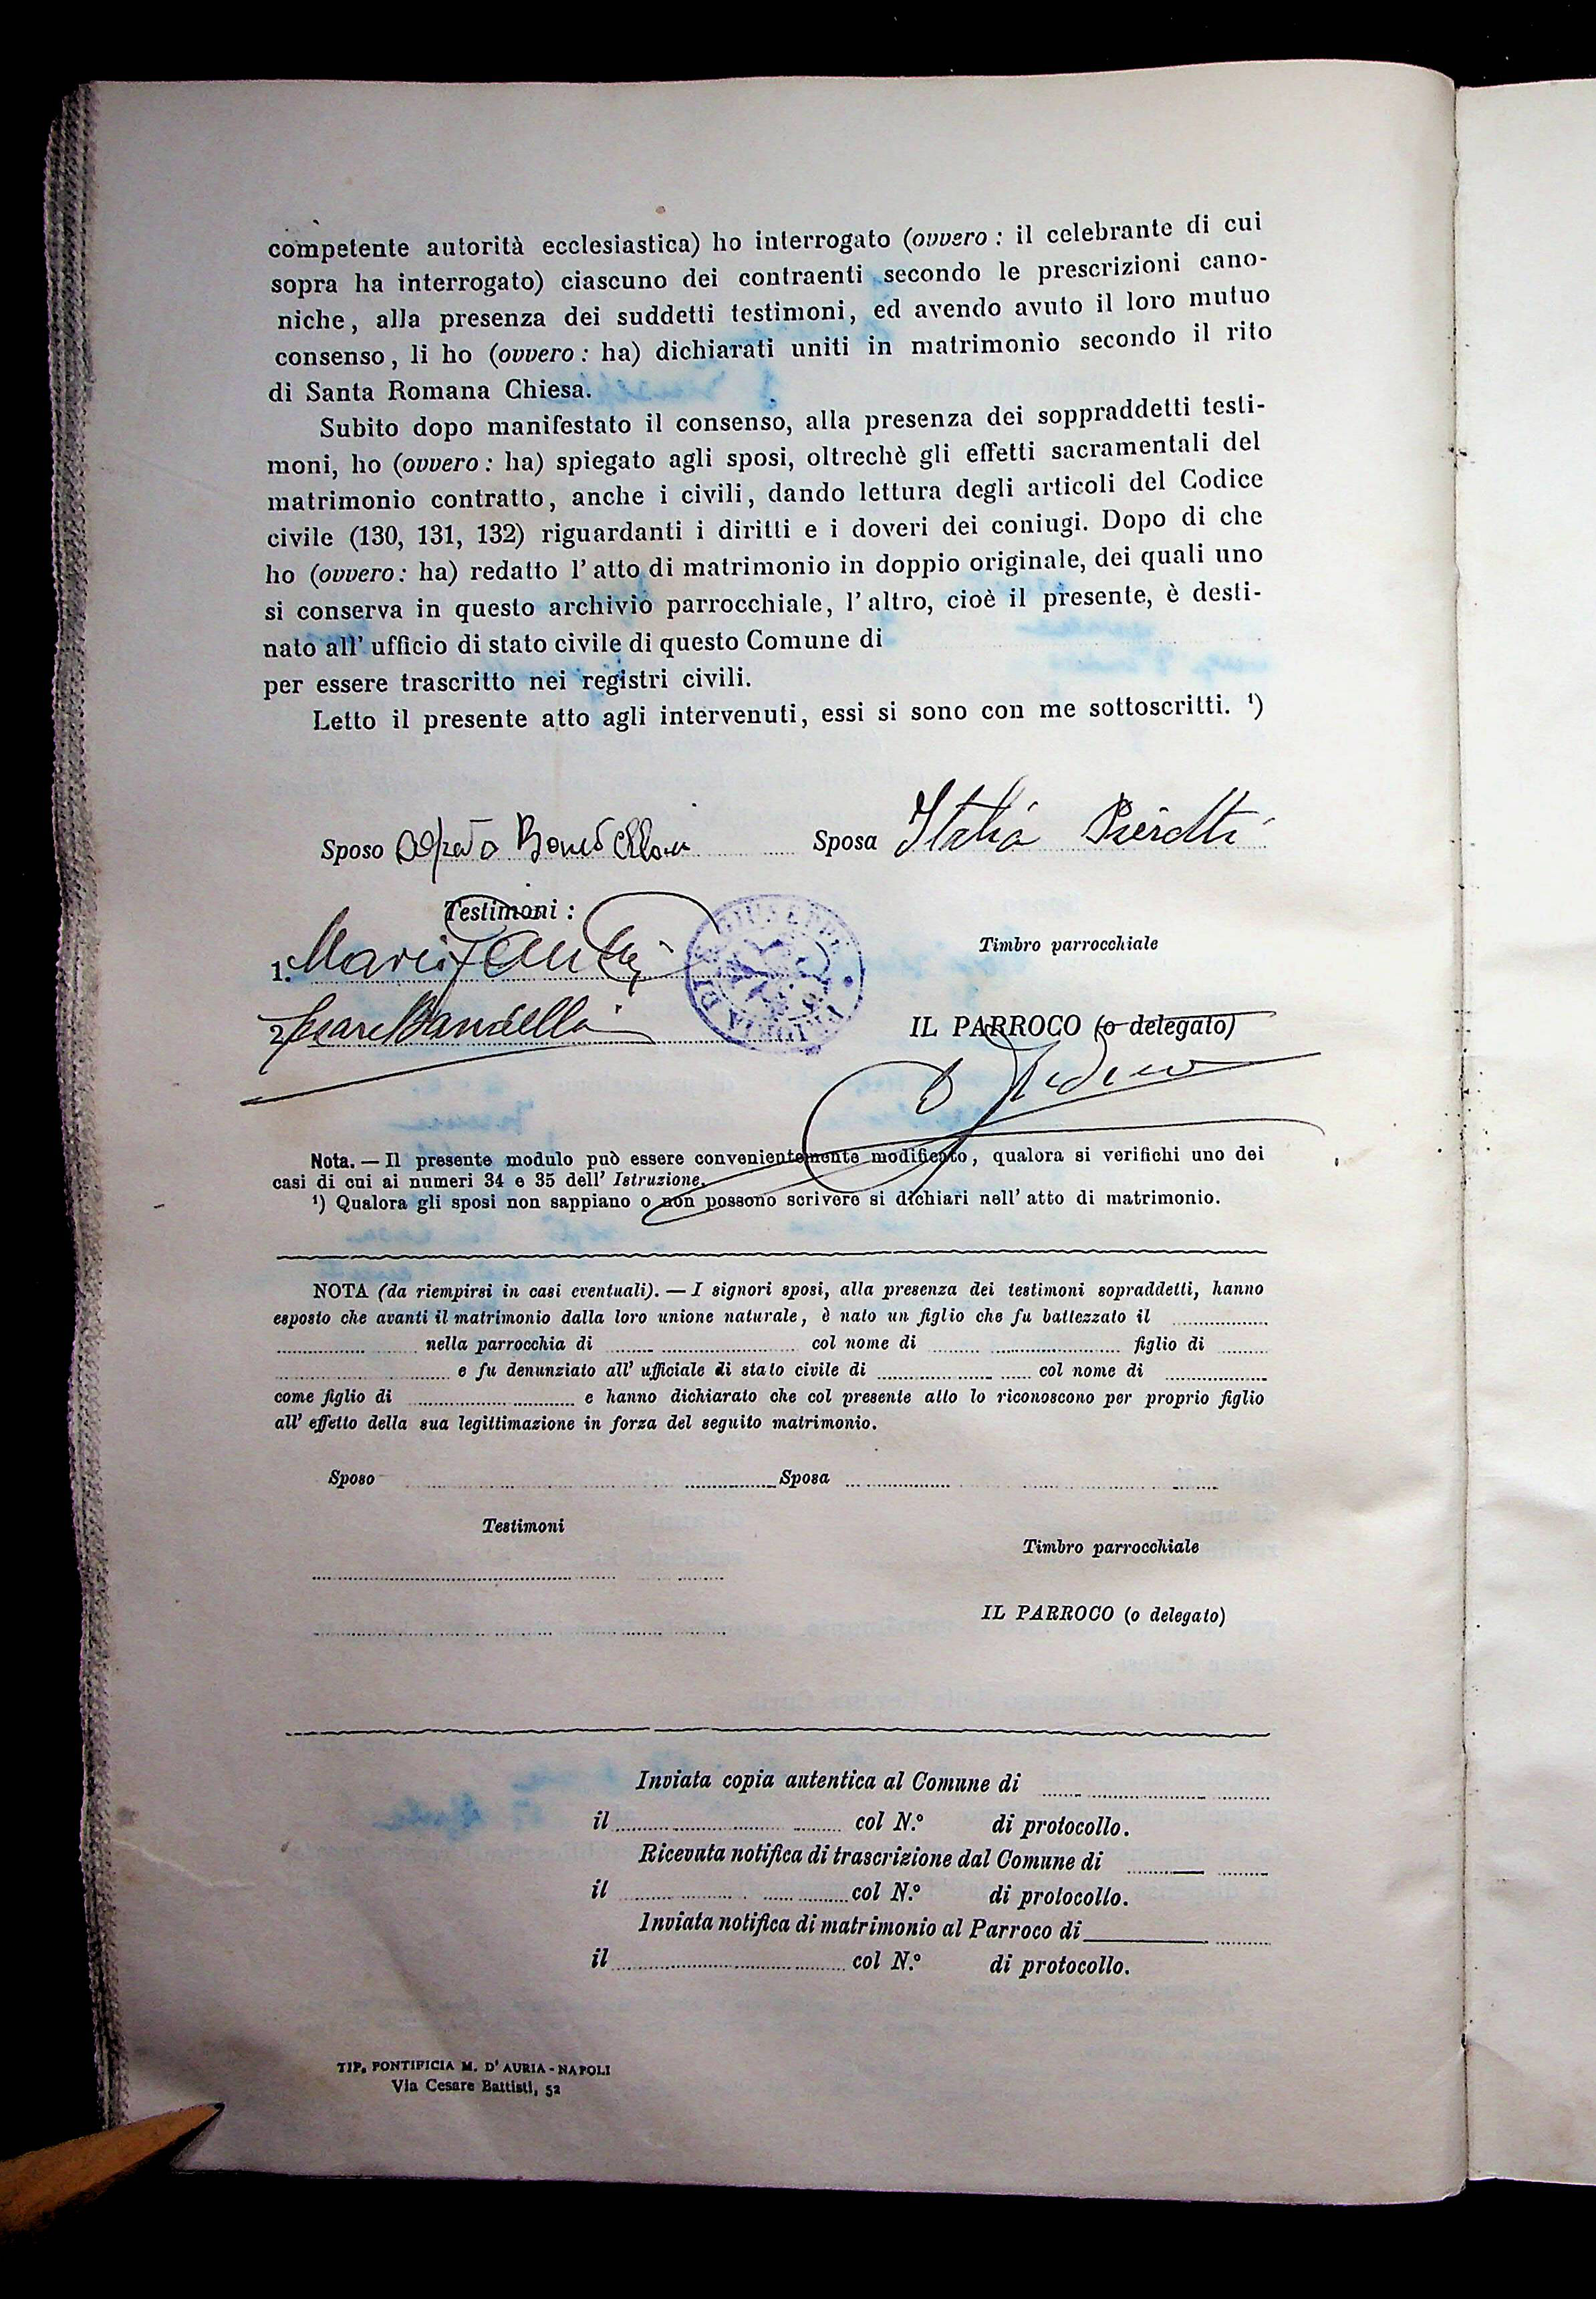 competente autorità ecclesiastica) ho interrogato (ovvero : il celebrante di cui
sopra ha interrogato) ciascuno dei contraenti secondo le prescrizioni cano-
niche, alla presenza dei suddetti testimoni, ed avendo avuto il loro mutuo
consenso, li ho (ovvero : ha) dichiarati uniti in matrimonio secondo il rito
di Santa Romana Chiesa.
Subito dopo manifestato il consenso, alla presenza dei soppraddetti testi-
moni, ho (ovvero : ha) spiegato agli sposi, oltrechè gli effetti sacramentali del
matrimonio contratto, anche i civili, dando lettura degli articoli del Codice
civile (130, 131, 132) riguardanti i diritti e i doveri dei coniugi. Dopo di che
ho (ovvero : ha) redatto l' atto di matrimonio in doppio originale, dei quali uno
si conserva in questo archivio parrocchiale, l' altro, cioè il presente, è desti-
nato all' ufficio di stato civile di questo Comune di
per essere trascritto nei registri civili.
Letto il presente atto agli intervenuti, essi si sono con me sottoscritti. ¹)
Sposo Sposa Italia Pierotti
Testimoni :
Timbro parrocchiale
1. Mario
2. Cesare
DI S. GIUSEPPE
IL PARROCO (o delegato)
Nota. — Il presente modulo può essere convenientemente modificato, qualora si verifichi uno dei
casi di cui ai numeri 34 e 35 dell' Istruzione.
¹) Qualora gli sposi non sappiano o non possono scrivere si dichiari nell' atto di matrimonio.
NOTA (da riempirsi in casi eventuali). — I signori sposi, alla presenza dei testimoni sopraddetti, hanno
esposto che avanti il matrimonio dalla loro unione naturale, è nato un figlio che fu battezzato il
nella parrocchia di col nome di figlio di
e fu denunziato all' ufficiale di stato civile di col nome di
come figlio di e hanno dichiarato che col presente atto lo riconoscono per proprio figlio
all' effetto della sua legittimazione in forza del seguito matrimonio.
Sposo Sposa
Testimoni
Timbro parrocchiale
IL PARROCO (o delegato)
Inviata copia autentica al Comune di
il col N.º di protocollo.
Ricevuta notifica di trascrizione dal Comune di
il col N.º di protocollo.
Inviata notifica di matrimonio al Parroco di
il col N.º di protocollo.
TIP. PONTIFICIA M. D' AURIA - NAPOLI
Via Cesare Battisti, 52